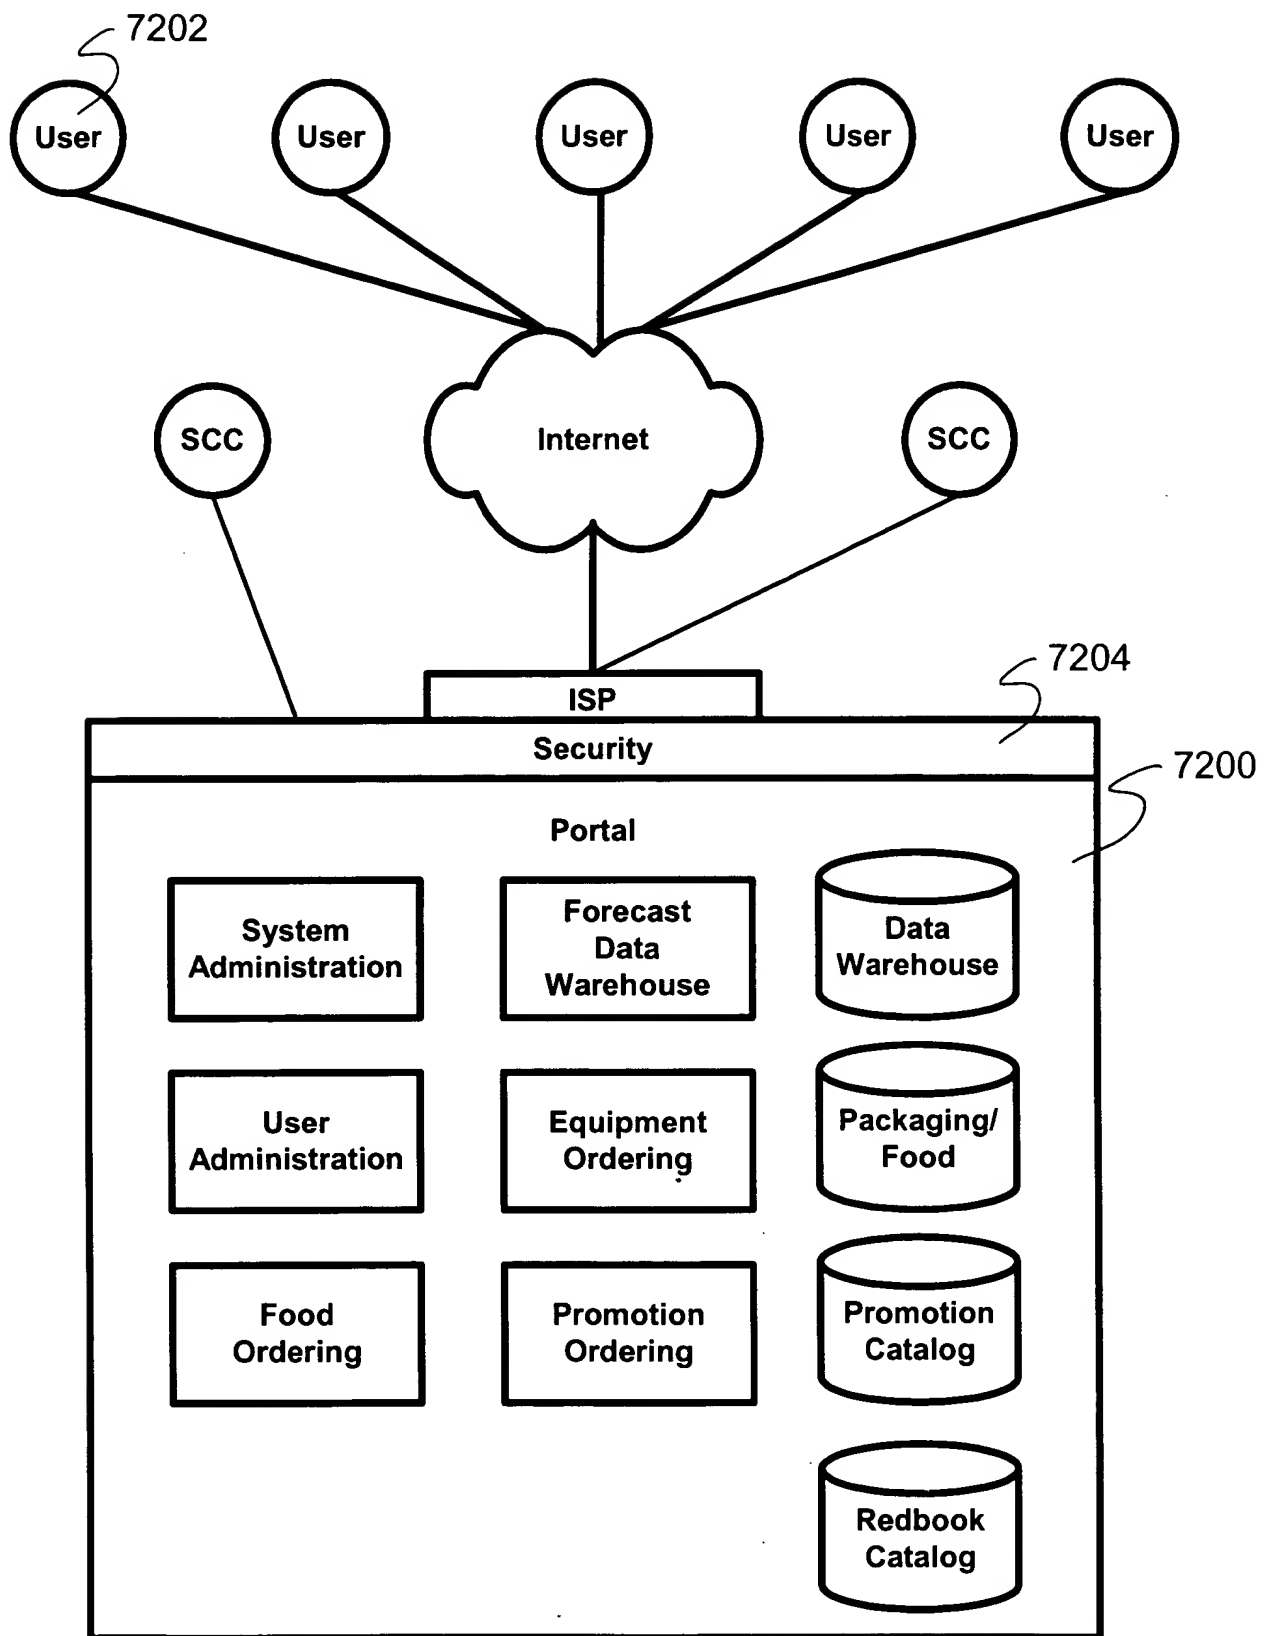 7202
User
User
User
User
User
SCC
Internet
SCC
7204
ISP
Security
7200
Portal
System
Administration
Forecast
Data
Warehouse
Data
Warehouse
User
Administration
Equipment
Ordering
Packaging/
Food
Food
Ordering
Promotion
Ordering
Promotion
Catalog
Redbook
Catalog